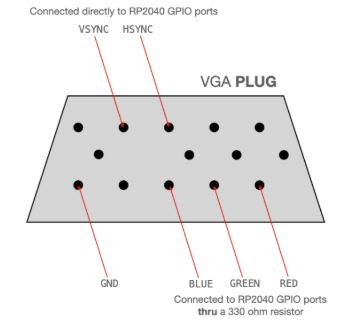 Connected directly to RP2040 GPIO ports
VSYNC HSYNC
VGA PLUG
GND
BLUE GREEN RED
Connected to RP2040 GPIO ports
thru a 330 ohm resistor